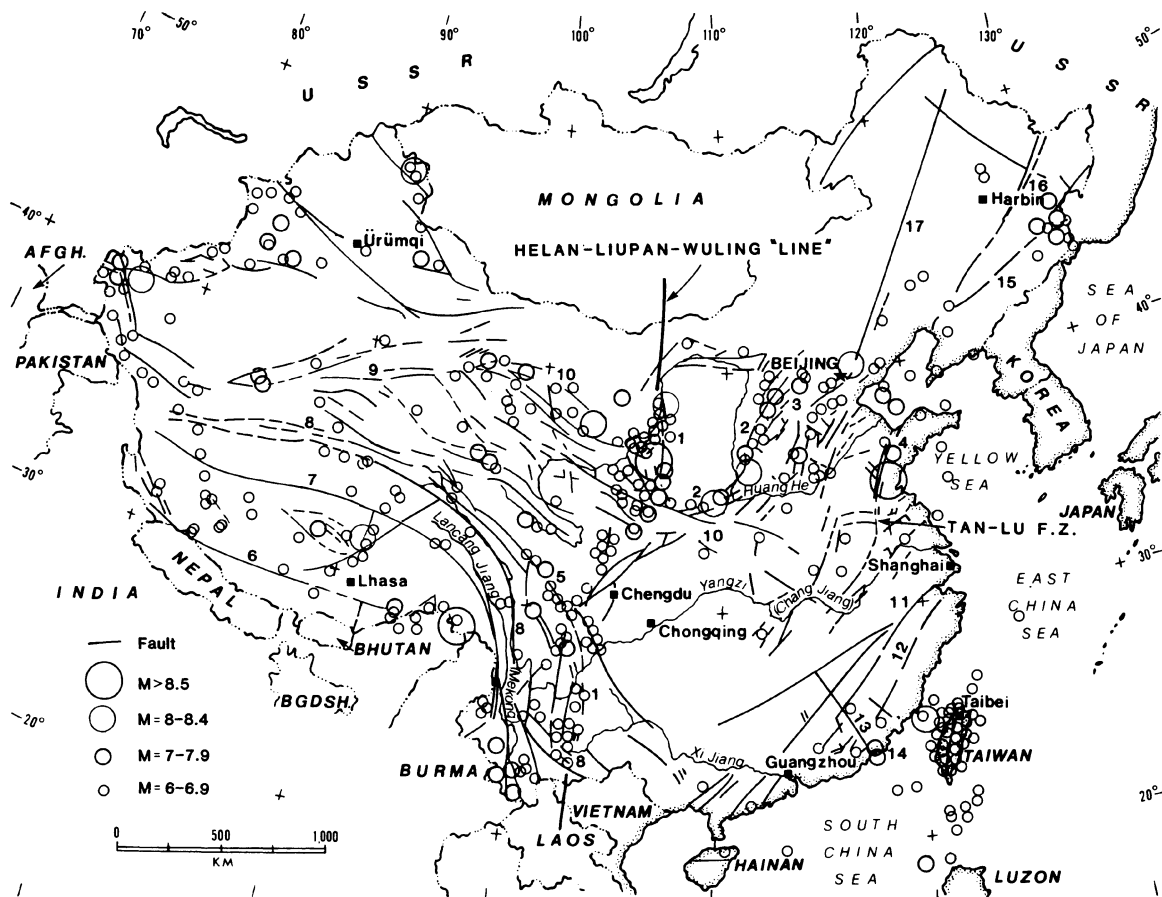 70°
50°
80°
90°
100°
110°
120°
130°
50°
U S S R
U S S R
40°
AFGH.
PAKISTAN
MONGOLIA
Ürümqi
HELAN-LIUPAN-WULING "LINE"
Harbin
16
17
15
SEA
OF
JAPAN
40°
KOREA
BEIJING
9
10
3
8
1
2
4
30°
7
2
Huang He
YELLOW
SEA
JAPAN
TAN-LU F.Z.
Lancang Jiang
10
6
NEPAL
Lhasa
5
Chengdu
Yangzi
(Chang Jiang)
Shanghai
30°
INDIA
Chongqing
11
EAST
CHINA
SEA
BHUTAN
8
12
Fault
M>8.5
BGDSH.
(Mekong)
1
Taibei
20°
M=8-8.4
13
M=7-7.9
BURMA
8
Xi Jiang
Guangzhou
14
TAIWAN
M=6-6.9
VIETNAM
20°
0 500 1,000
KM
LAOS
HAINAN
SOUTH
CHINA
SEA
LUZON